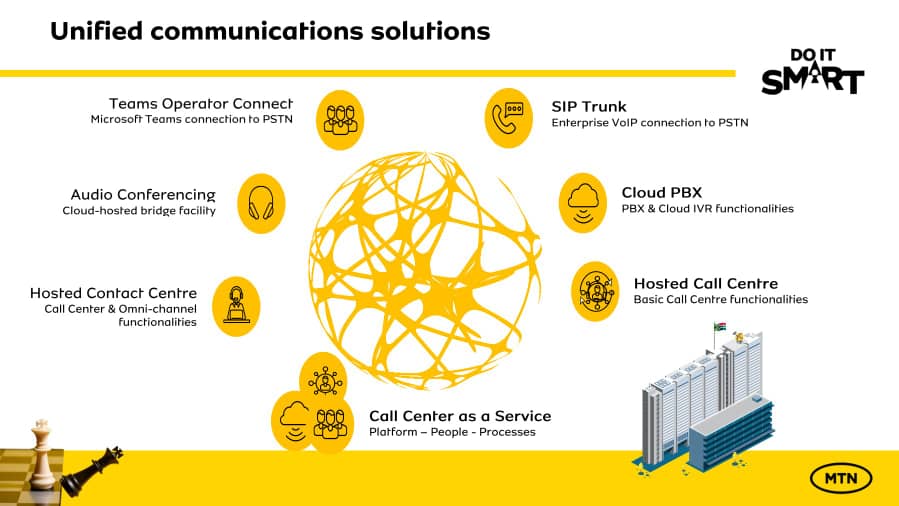 Unified communications solutions
DO IT
SMART
Teams Operator Connect
Microsoft Teams connection to PSTN
SIP Trunk
Enterprise VoIP connection to PSTN
Audio Conferencing
Cloud-hosted bridge facility
Cloud PBX
PBX & Cloud IVR functionalities
Hosted Contact Centre
Call Center & Omni-channel
functionalities
Hosted Call Centre
Basic Call Centre functionalities
Call Center as a Service
Platform – People - Processes
MTN